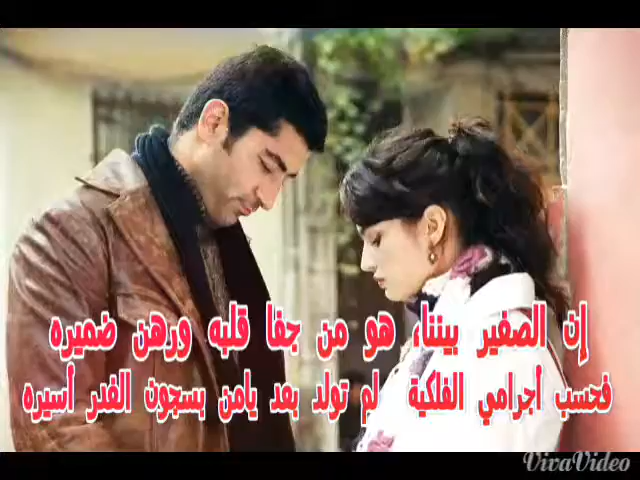 إن الصغير بيننا، هو من جفا قلبه ورهن ضميره
فحسب أجرامي الفلكية لم تولد بعد يامن بسجون الغدر أسيره
VivaVideo